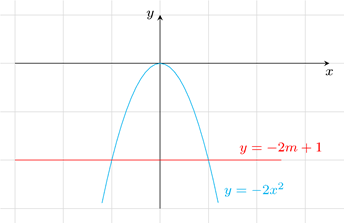 y
x
y = −2m + 1
y = −2x²